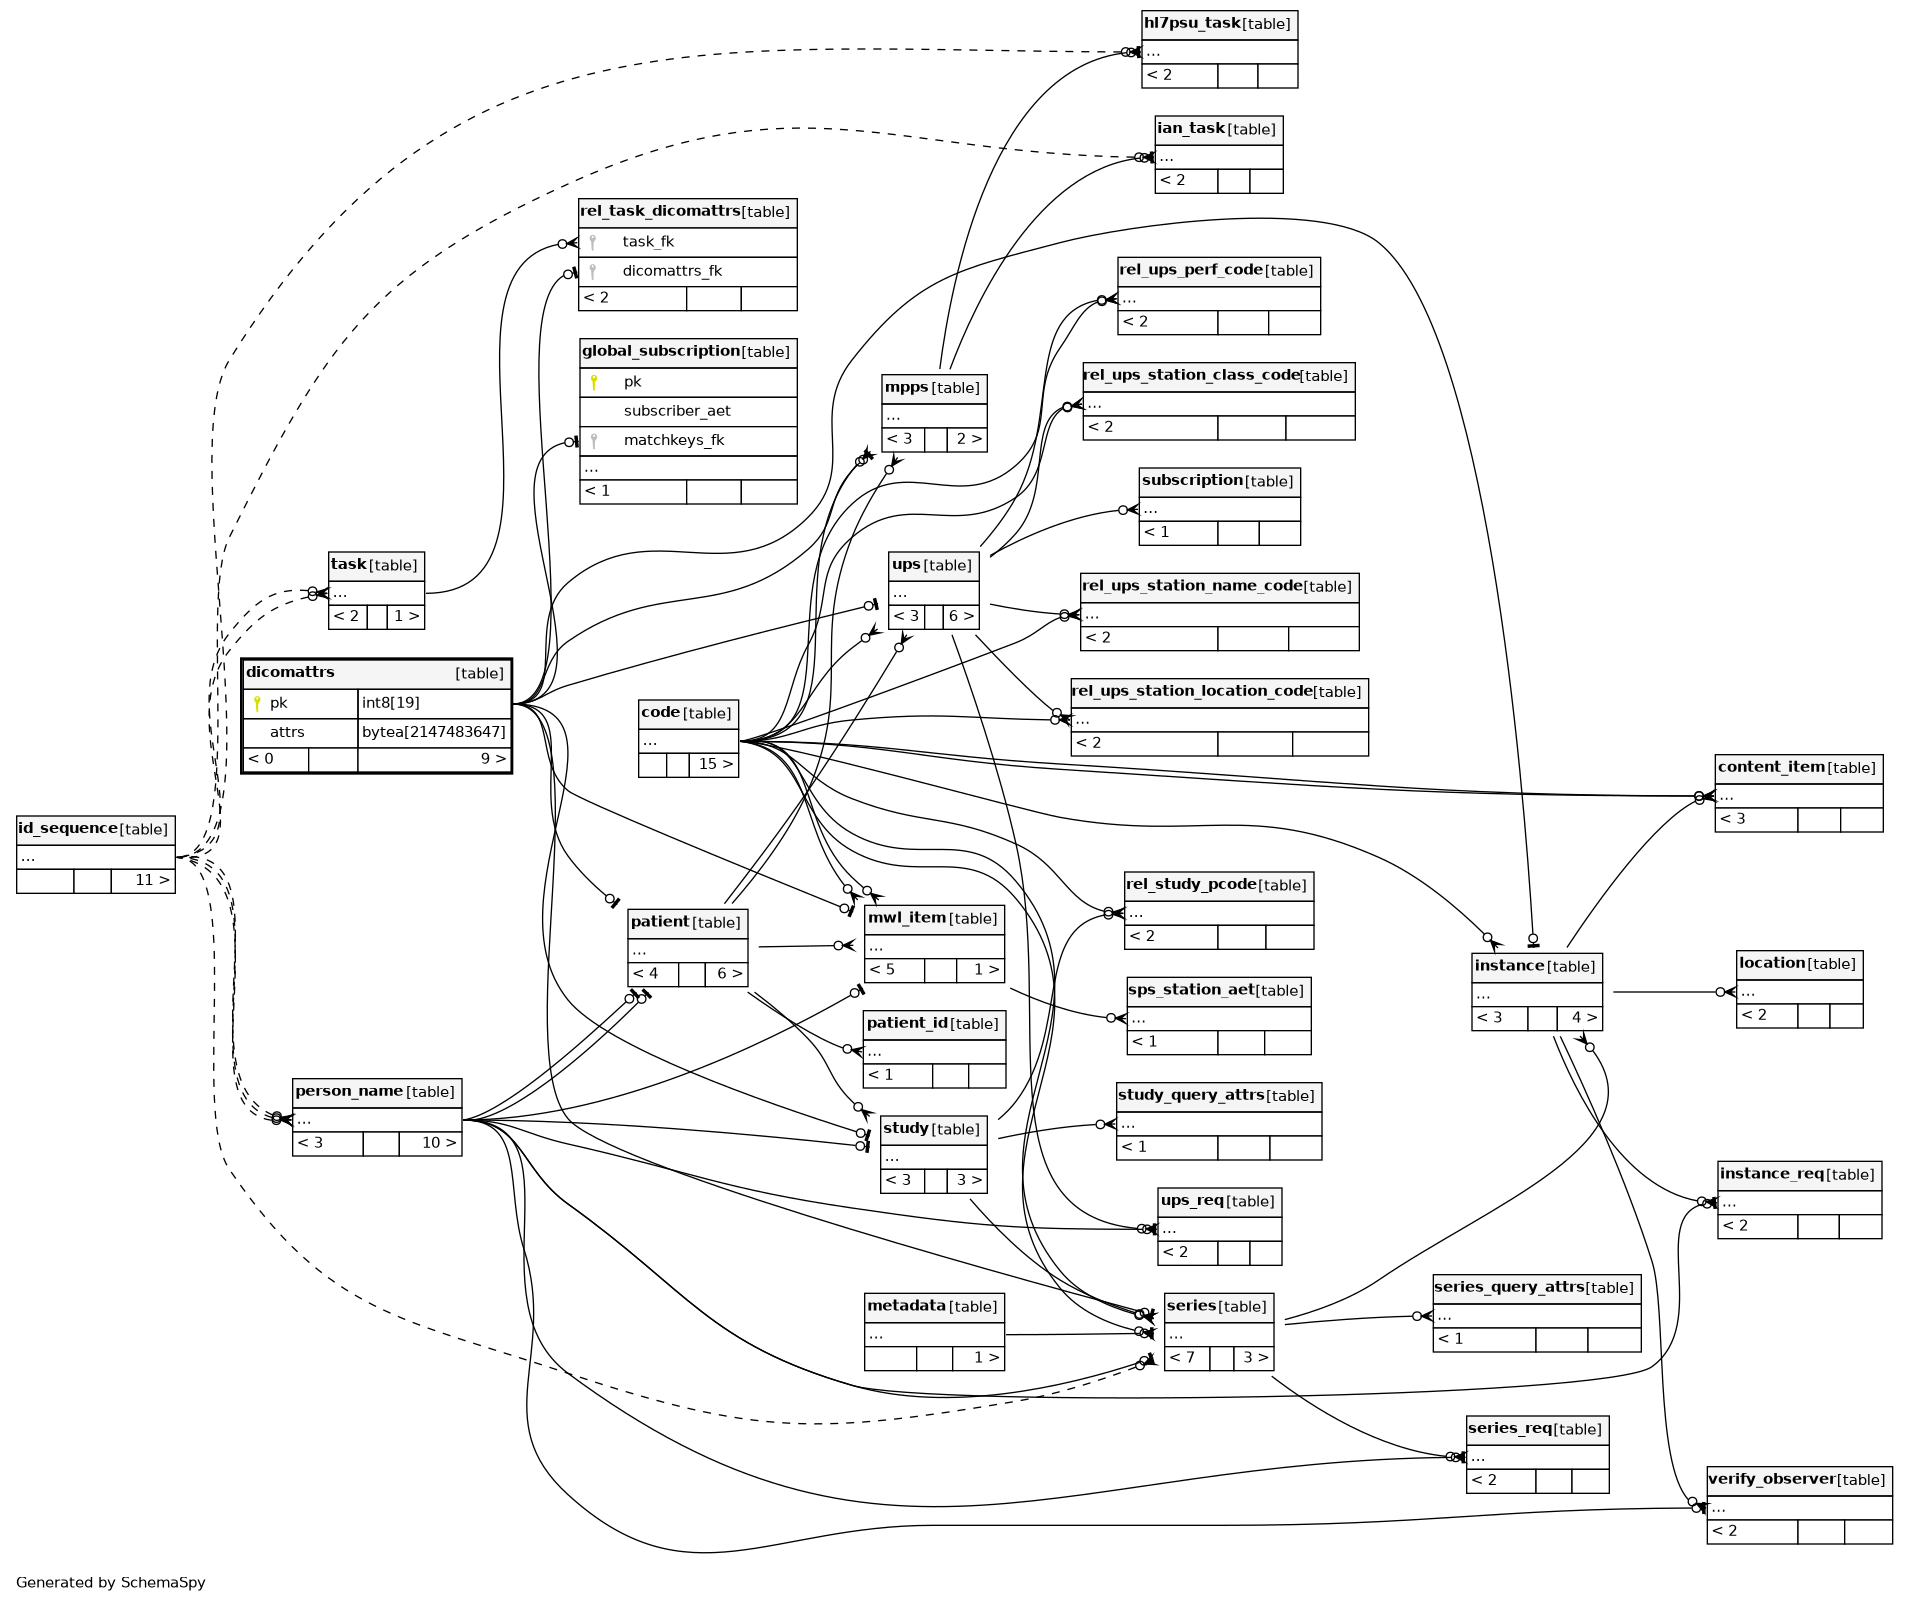 hl7psu_task [table]
...
< 2
ian_task [table]
...
< 2
rel_task_dicomattrs [table]
task_fk
dicomattrs_fk
< 2
rel_ups_perf_code [table]
...
< 2
global_subscription [table]
pk
subscriber_aet
matchkeys_fk
...
< 1
mpps [table]
...
< 3 2 >
rel_ups_station_class_code [table]
...
< 2
subscription [table]
...
< 1
task [table]
...
< 2 1 >
ups [table]
...
< 3 6 >
rel_ups_station_name_code [table]
...
< 2
dicomattrs [table]
pk int8[19]
attrs bytea[2147483647]
< 0 9 >
code [table]
...
15 >
rel_ups_station_location_code [table]
...
< 2
content_item [table]
...
< 3
id_sequence [table]
...
11 >
rel_study_pcode [table]
...
< 2
patient [table]
...
< 4 6 >
mwl_item [table]
...
< 5 1 >
instance [table]
...
< 3 4 >
location [table]
...
< 2
sps_station_aet [table]
...
< 1
patient_id [table]
...
< 1
person_name [table]
...
< 3 10 >
study [table]
...
< 3 3 >
study_query_attrs [table]
...
< 1
ups_req [table]
...
< 2
instance_req [table]
...
< 2
metadata [table]
...
1 >
series [table]
...
< 7 3 >
series_query_attrs [table]
...
< 1
series_req [table]
...
< 2
verify_observer [table]
...
< 2
Generated by SchemaSpy